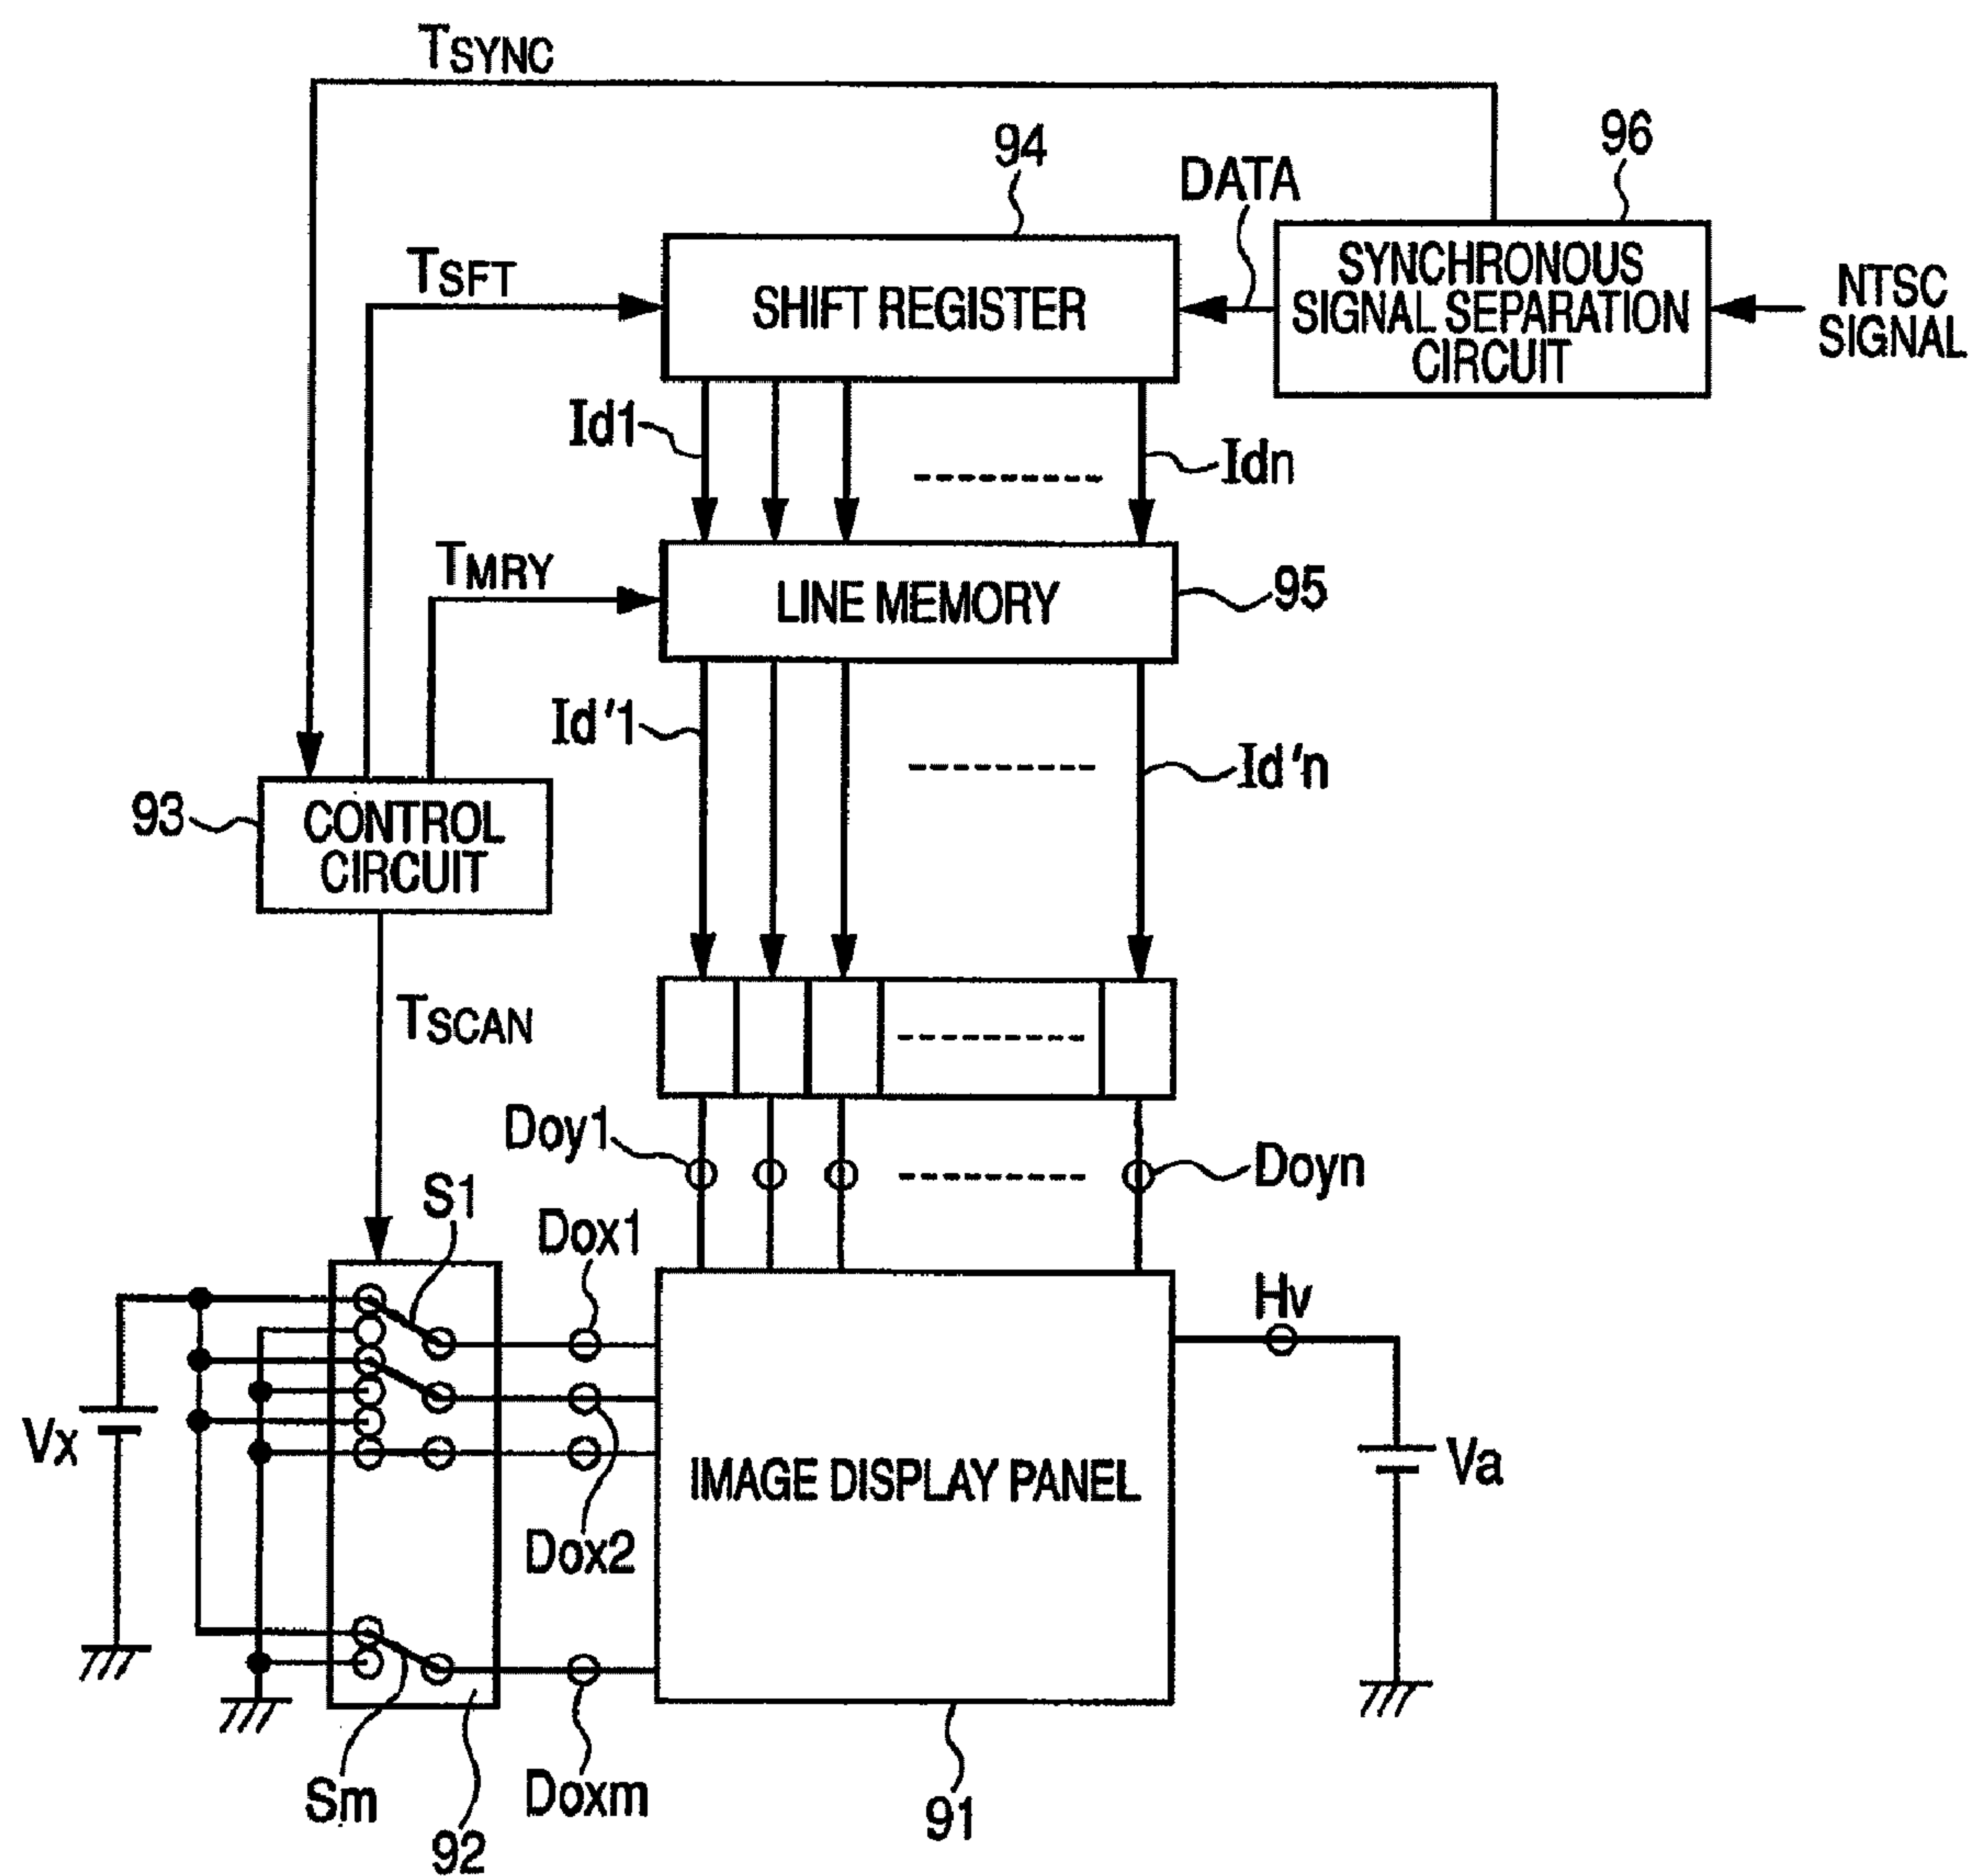 TSYNC
94
DATA
96
TSFT
SHIFT REGISTER
SYNCHRONOUS
SIGNAL SEPARATION
CIRCUIT
NTSC
SIGNAL
Id1
Idn
TMRY
LINE MEMORY
95
Id'1
Id'n
93
CONTROL
CIRCUIT
TSCAN
Doy1
Doyn
S1
Dox1
Hv
Vx
IMAGE DISPLAY PANEL
Va
Dox2
Sm
92
Doxm
91